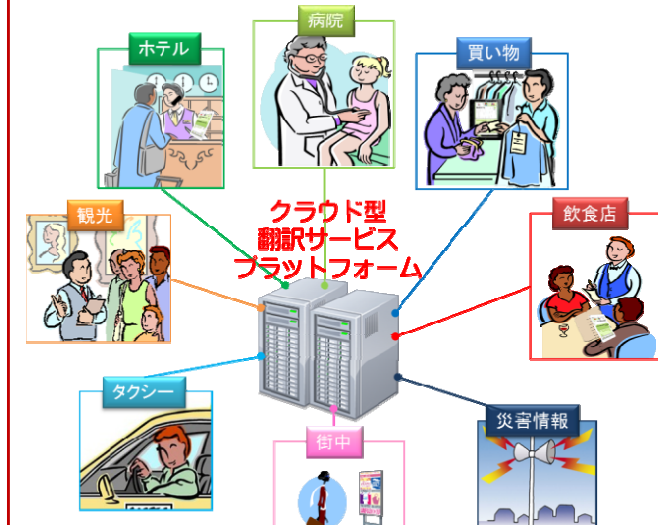 病院
ホテル
買い物
観光
飲食店
クラウド型
翻訳サービス
プラットフォーム
タクシー
災害情報
街中